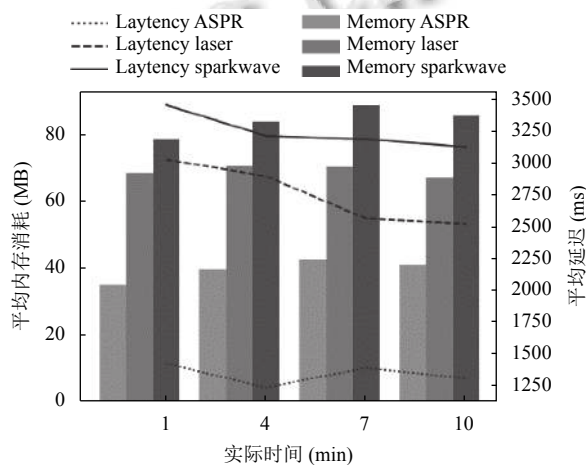 Laytency ASPR Memory ASPR
Laytency laser Memory laser
Laytency sparkwave Memory sparkwave
平均内存消耗 (MB)
80
60
40
20
0
3500
3250
3000
2750
2500
2250
2000
1750
1500
1250
平均延迟 (ms)
1 4 7 10
实际时间 (min)